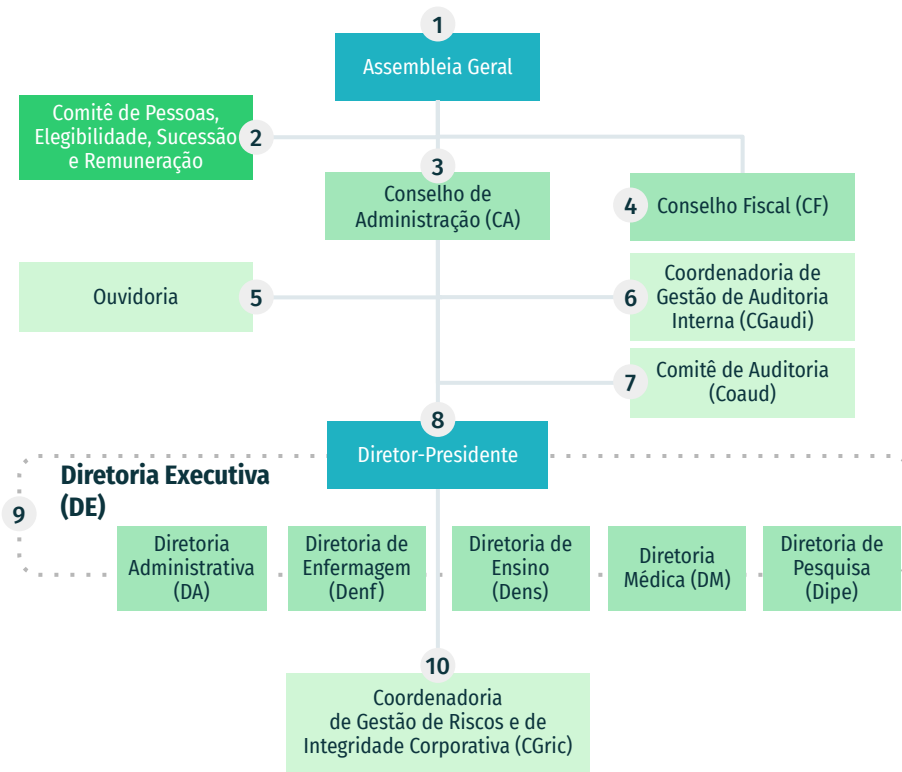 1
Assembleia Geral
Comitê de Pessoas,
Elegibilidade, Sucessão
e Remuneração
2
3
Conselho de
Administração (CA)
4
Conselho Fiscal (CF)
Ouvidoria
5
6
Coordenadoria de
Gestão de Auditoria
Interna (CGaudi)
7
Comitê de Auditoria
(Coaud)
8
Diretor-Presidente
9
Diretoria Executiva
(DE)
Diretoria
Administrativa
(DA)
Diretoria de
Enfermagem
(Denf)
Diretoria de
Ensino
(Dens)
Diretoria
Médica (DM)
Diretoria de
Pesquisa
(Dipe)
10
Coordenadoria
de Gestão de Riscos e de
Integridade Corporativa (CGric)